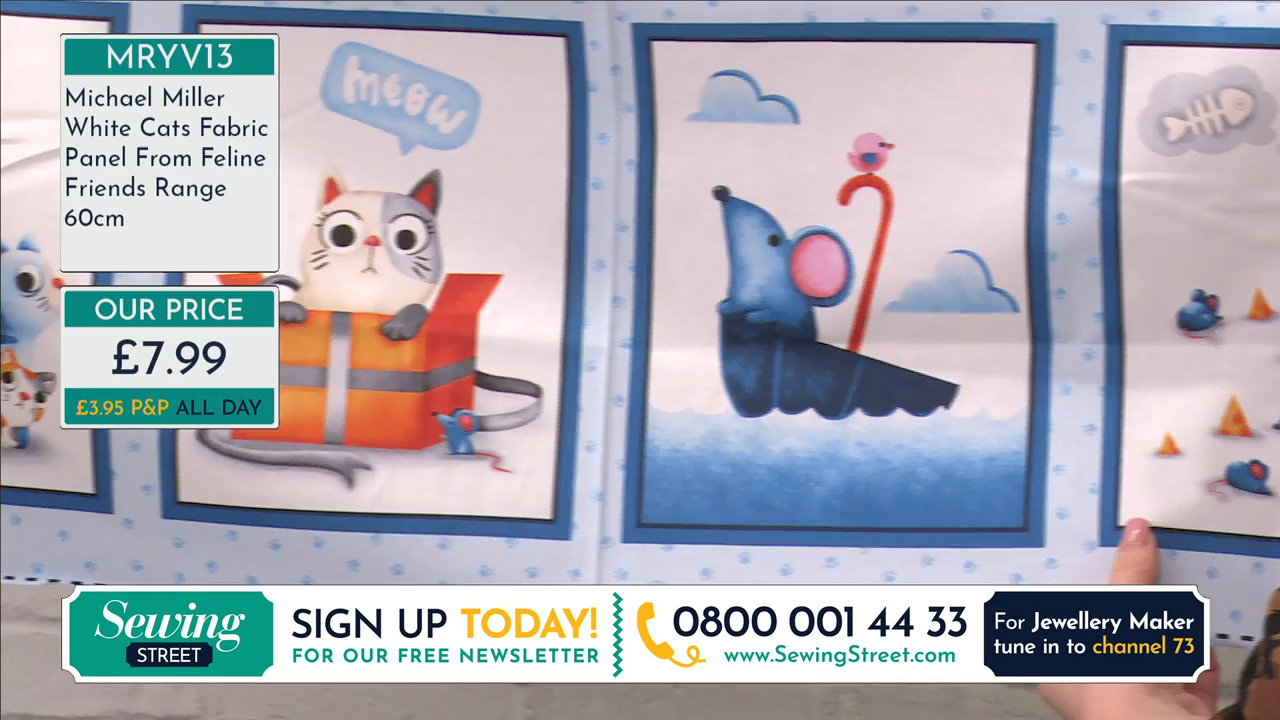 MRYV13
Michael Miller
White Cats Fabric
Panel From Feline
Friends Range
60cm
OUR PRICE
£7.99
£3.95 P&P ALL DAY
meow
Sewing
STREET
SIGN UP TODAY!
FOR OUR FREE NEWSLETTER
0800 001 44 33
www.SewingStreet.com
For Jewellery Maker
tune in to channel 73